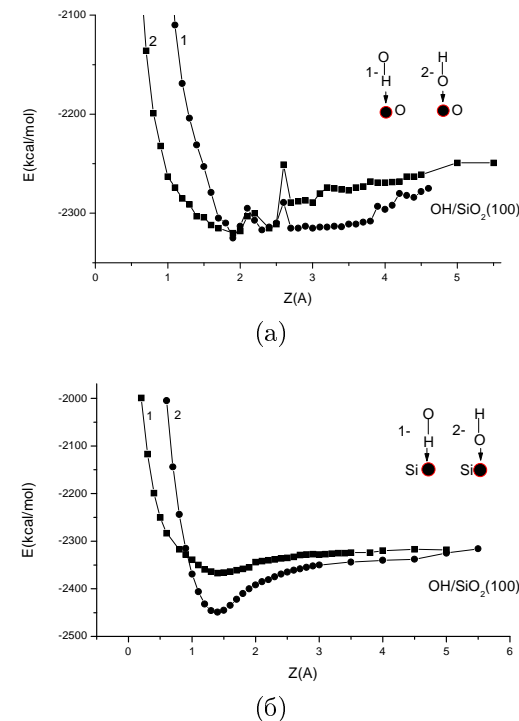 -2100
-2200
-2300
E(kcal/mol)
2
1
O
H
1-
O
H
O
2-
O
OH/SiO₂(100)
0
1
2
3
4
5
Z(A)
(а)
-2000
-2100
-2200
-2300
-2400
-2500
E(kcal/mol)
1
2
O
H
1-
Si
H
O
2-
Si
OH/SiO₂(100)
0
1
2
3
4
5
6
Z(A)
(б)